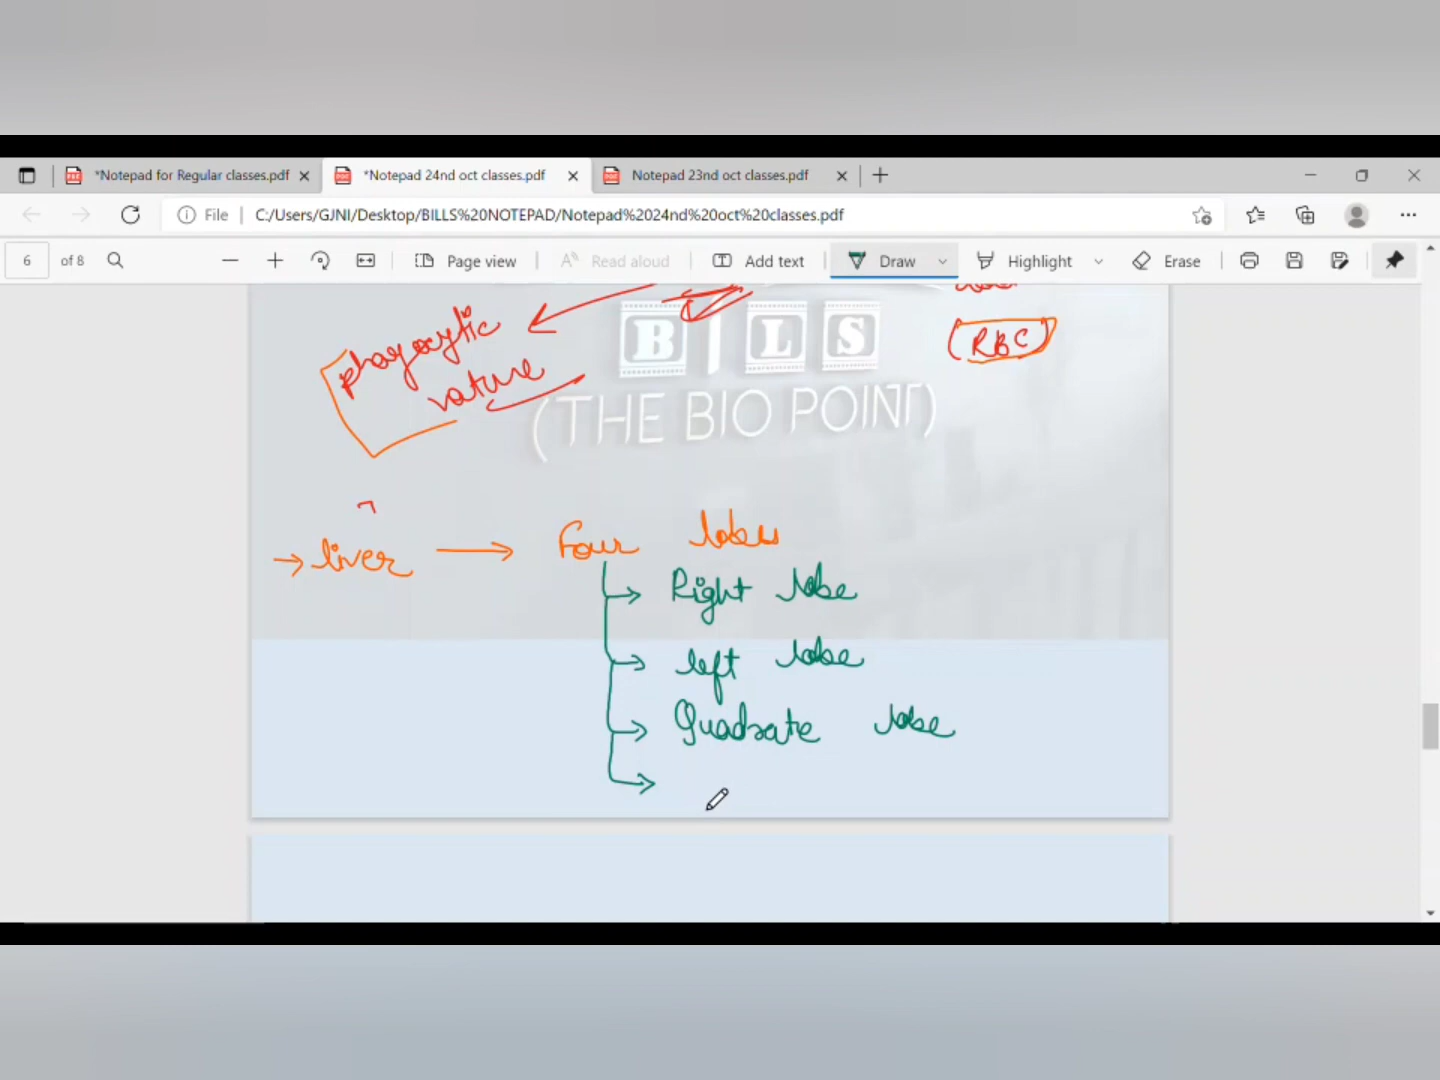 *Notepad for Regular classes.pdf
*Notepad 24nd oct classes.pdf
Notepad 23nd oct classes.pdf
File
C:/Users/GJNI/Desktop/BILLS%20NOTEPAD/Notepad%2024nd%20oct%20classes.pdf
6 of 8
Page view
Read aloud
Add text
Draw
Highlight
Erase
phagocytic
nature
(RBC)
BILS
(THE BIO POINT)
→ liver → Four lobes
→ Right lobe
→ left lobe
→ Quadrate lobe
→